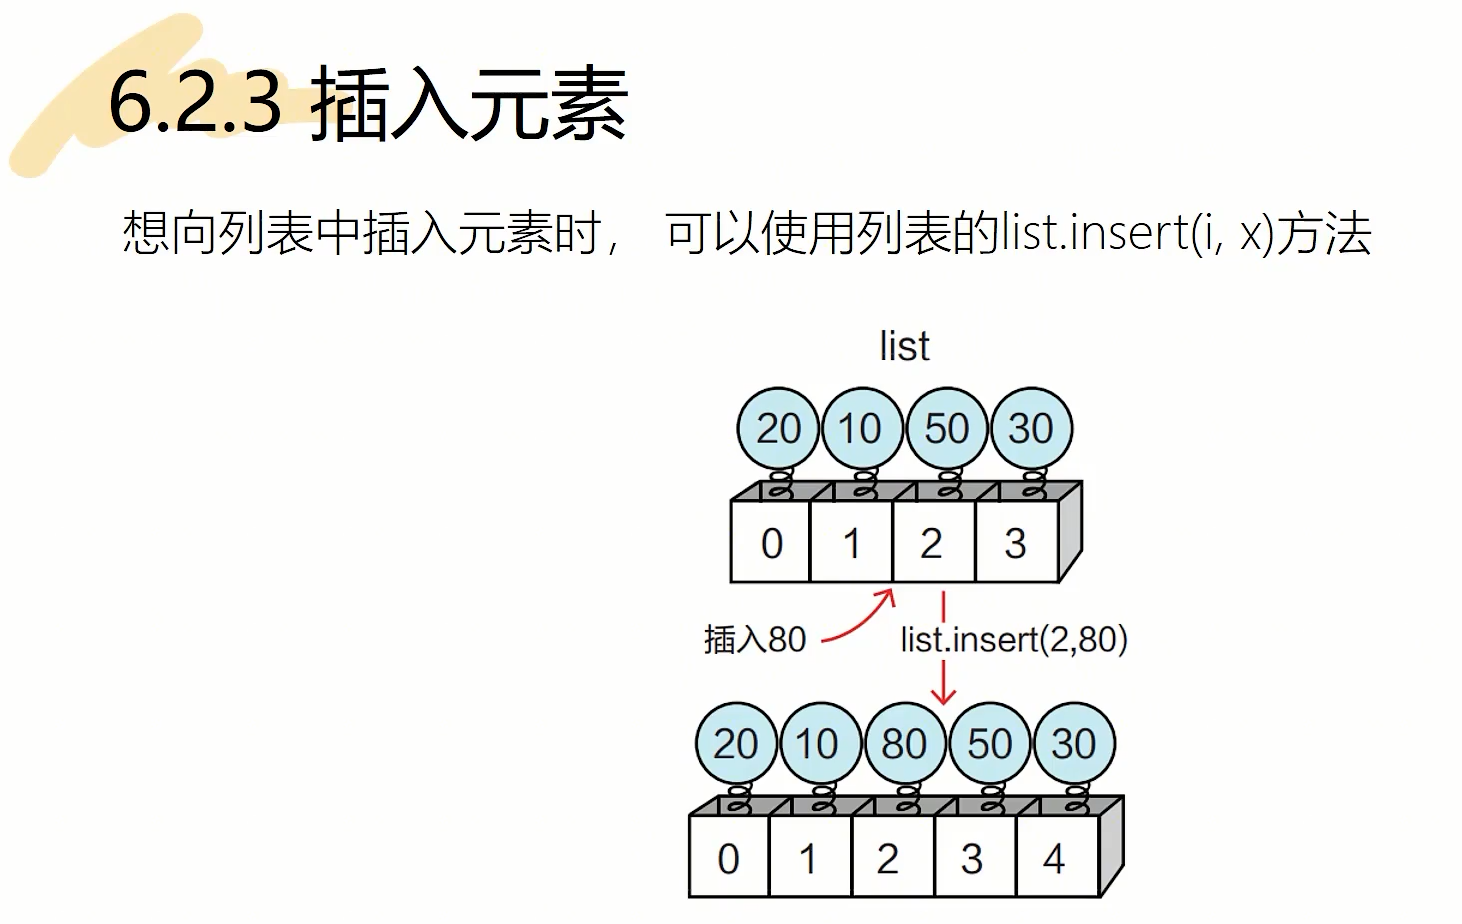 6.2.3 插入元素
想向列表中插入元素时， 可以使用列表的list.insert(i, x)方法
list
20 10 50 30
0 1 2 3
插入80 list.insert(2,80)
20 10 80 50 30
0 1 2 3 4